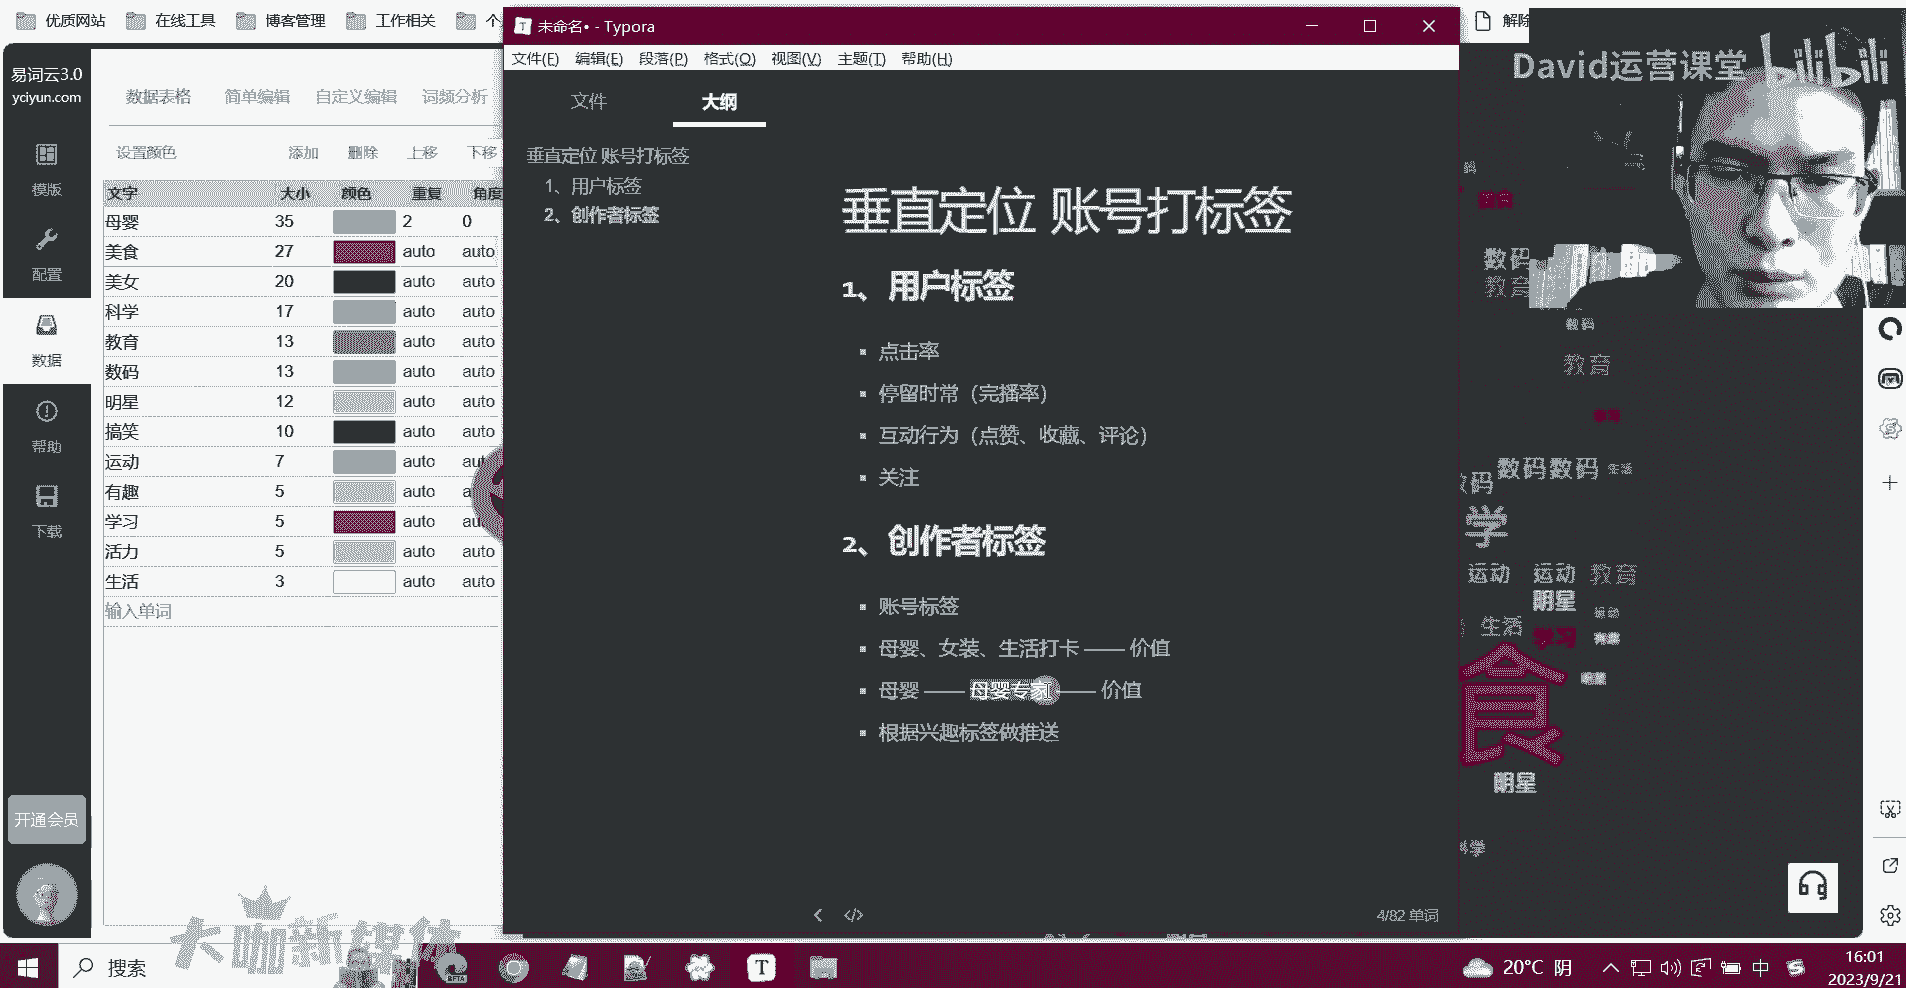 优质网站 在线工具 博客管理 工作相关 个
未命名• - Typora
解除
易词云3.0
yciyun.com
模版
配置
数据
帮助
下载
开通会员
数据表格 简单编辑 自定义编辑 词频分析
设置颜色 添加 删除 上移 下移
文字 大小 颜色 重复 角度
母婴 35 2 0
美食 27 auto auto
美女 20 auto auto
科学 17 auto auto
教育 13 auto auto
数码 13 auto auto
明星 12 auto auto
搞笑 10 auto auto
运动 7 auto auto
有趣 5 auto
学习 5 auto
活力 5 auto auto
生活 3 auto auto
输入单词
文件(F) 编辑(E) 段落(P) 格式(O) 视图(V) 主题(T) 帮助(H)
文件 大纲
垂直定位 账号打标签
1、用户标签
2、创作者标签
垂直定位 账号打标签
1、 用户标签
点击率
停留时常（完播率）
互动行为（点赞、收藏、评论）
关注
2、 创作者标签
账号标签
母婴、女装、生活打卡 —— 价值
母婴 —— 母婴专家 —— 价值
根据兴趣标签做推送
4/82 单词
David运营课堂 bilibili
数码
教育
数码
教育
数码数码 生活
学
运动 运动 教育
明星
生活 学习
食
明星
科学
大咖新媒体
搜索
BETA
T
20°C 阴
中
16:01
2023/9/21